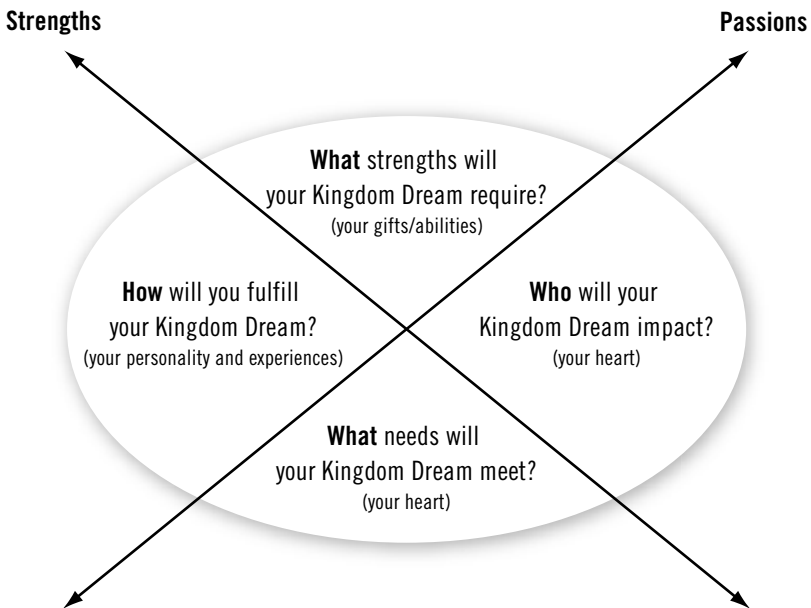 Strengths
Passions
What strengths will
your Kingdom Dream require?
(your gifts/abilities)
How will you fulfill
your Kingdom Dream?
(your personality and experiences)
Who will your
Kingdom Dream impact?
(your heart)
What needs will
your Kingdom Dream meet?
(your heart)